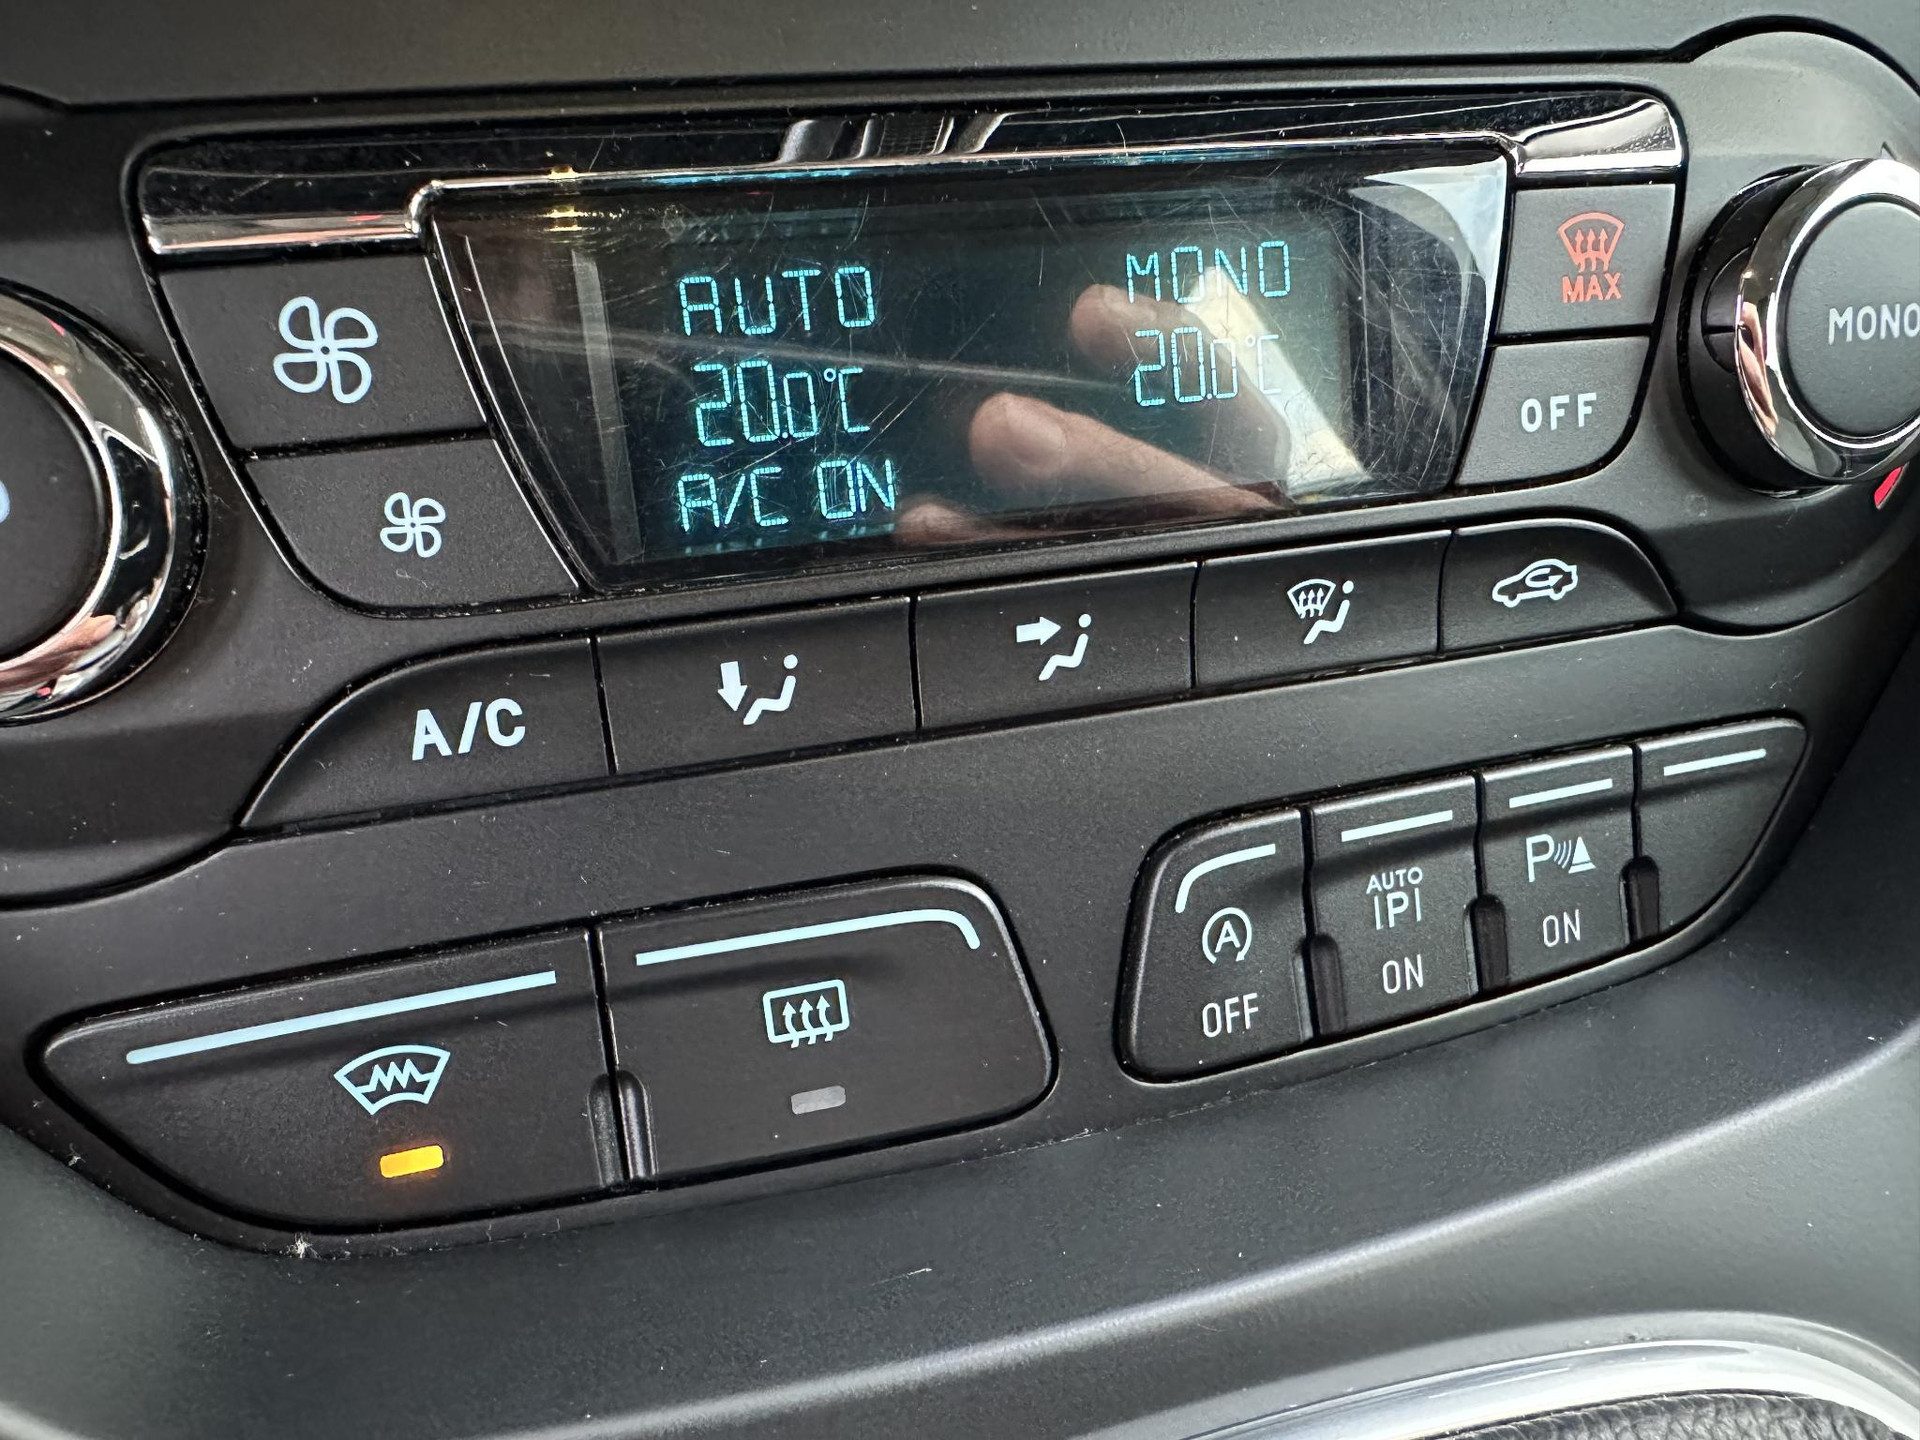 AUTO
20.0°C
A/C ON
MONO
20.0°C
MAX
OFF
MONO
A/C
A
OFF
AUTO
P
ON
P
ON